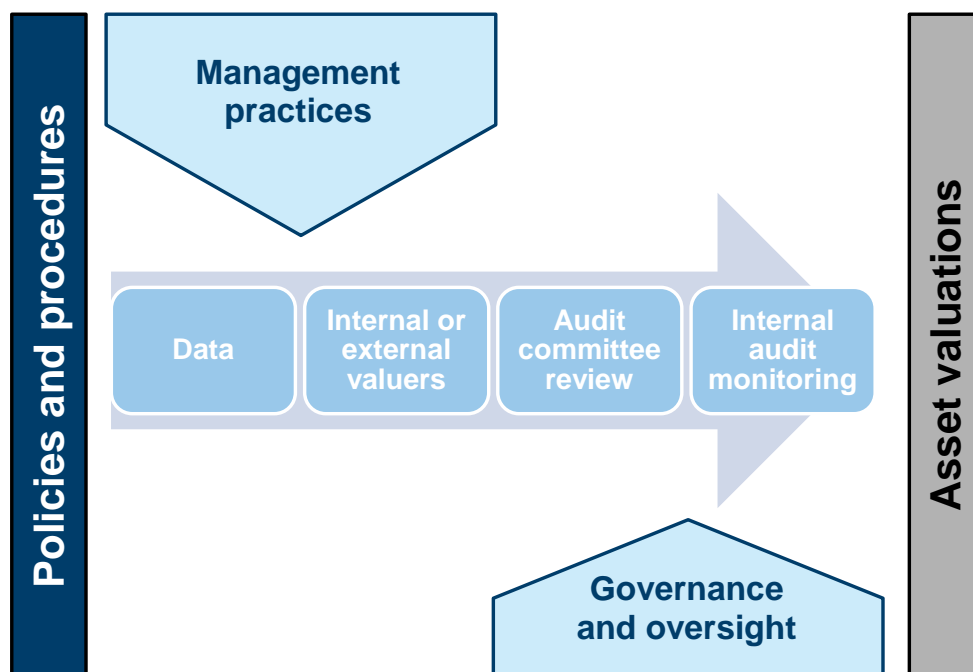 Policies and procedures
Management
practices
Data
Internal or
external
valuers
Audit
committee
review
Internal
audit
monitoring
Governance
and oversight
Asset valuations